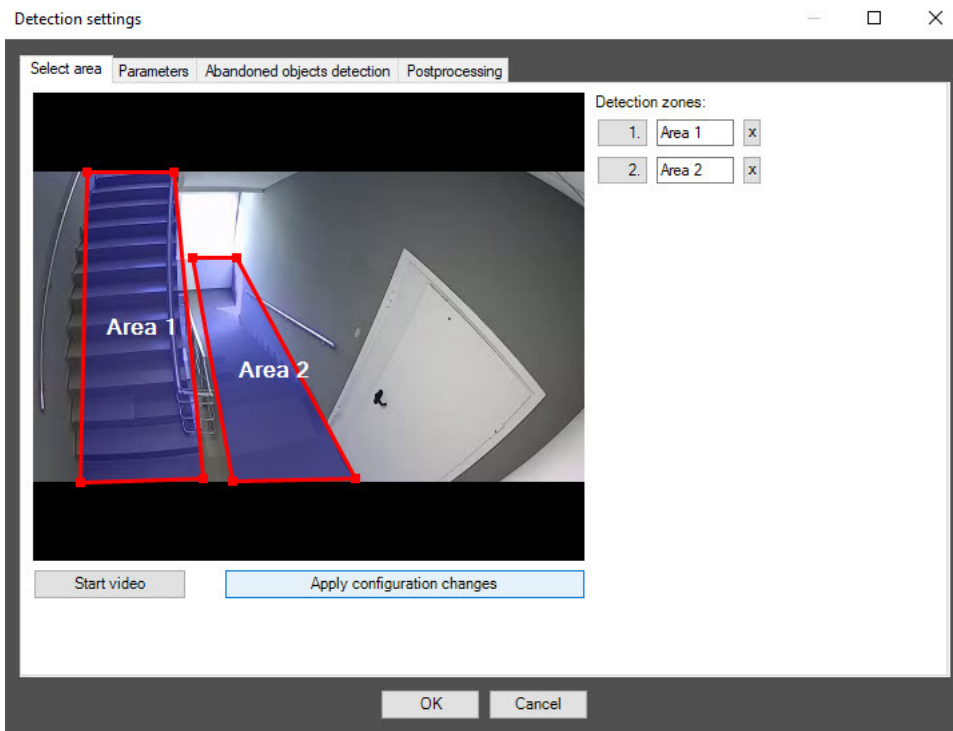 Detection settings
Select area Parameters Abandoned objects detection Postprocessing
Detection zones:
1. Area 1 x
2. Area 2 x
Area 1
Area 2
Start video Apply configuration changes
OK Cancel